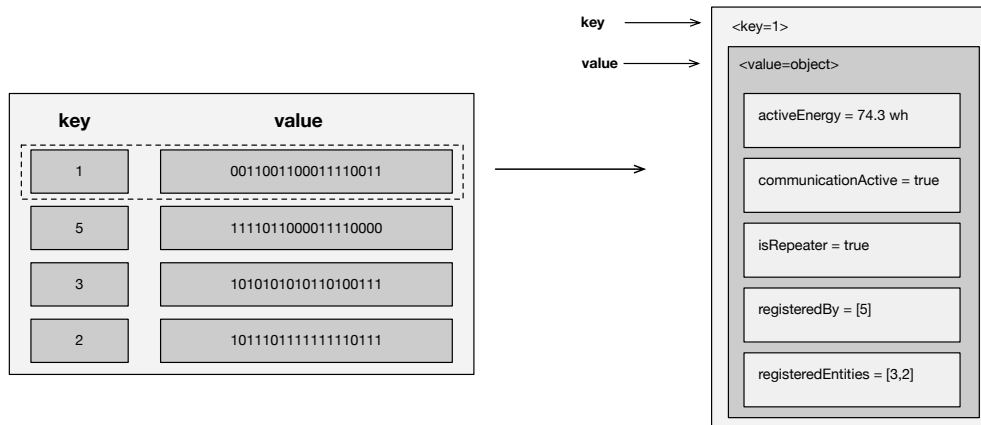 key
value
key value
1 0011001100011110011
5 1111011000011110000
3 1010101010110100111
2 1011101111111110111
<key=1>
<value=object>
activeEnergy = 74.3 wh
communicationActive = true
isRepeater = true
registeredBy = [5]
registeredEntities = [3,2]